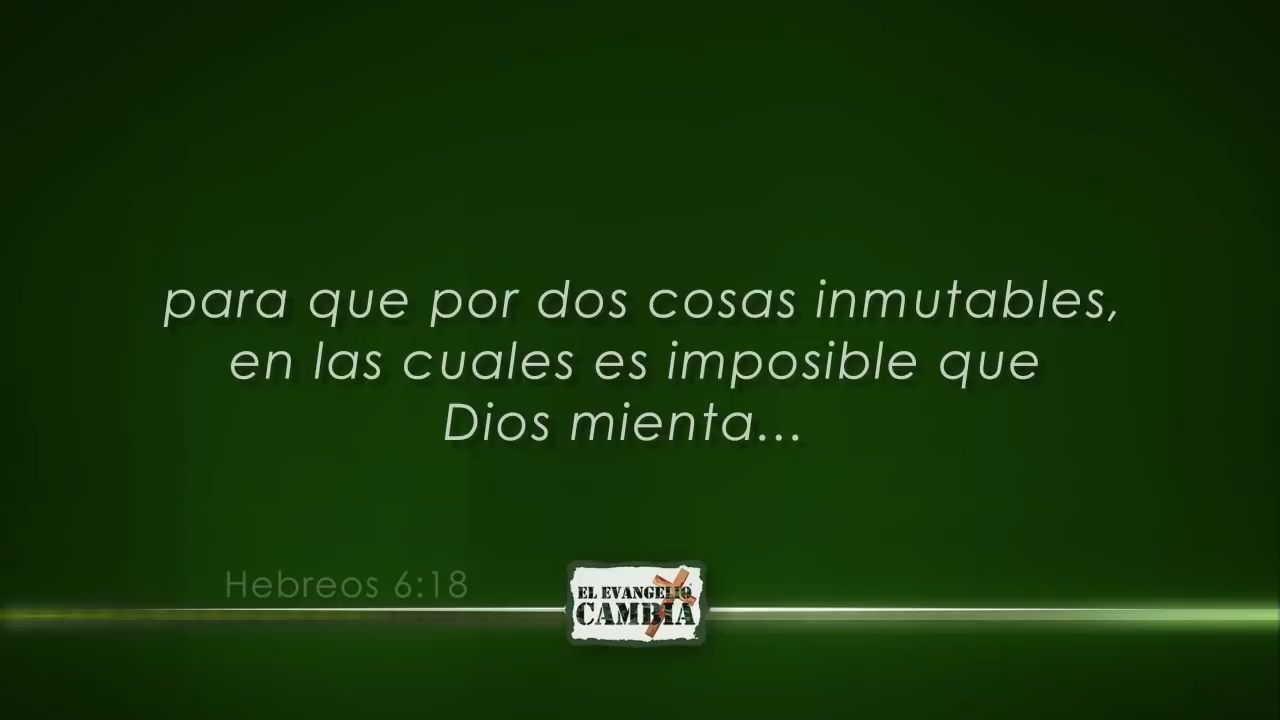 para que por dos cosas inmutables,
en las cuales es imposible que
Dios mienta...
Hebreos 6:18
EL EVANGELIO
CAMBIA